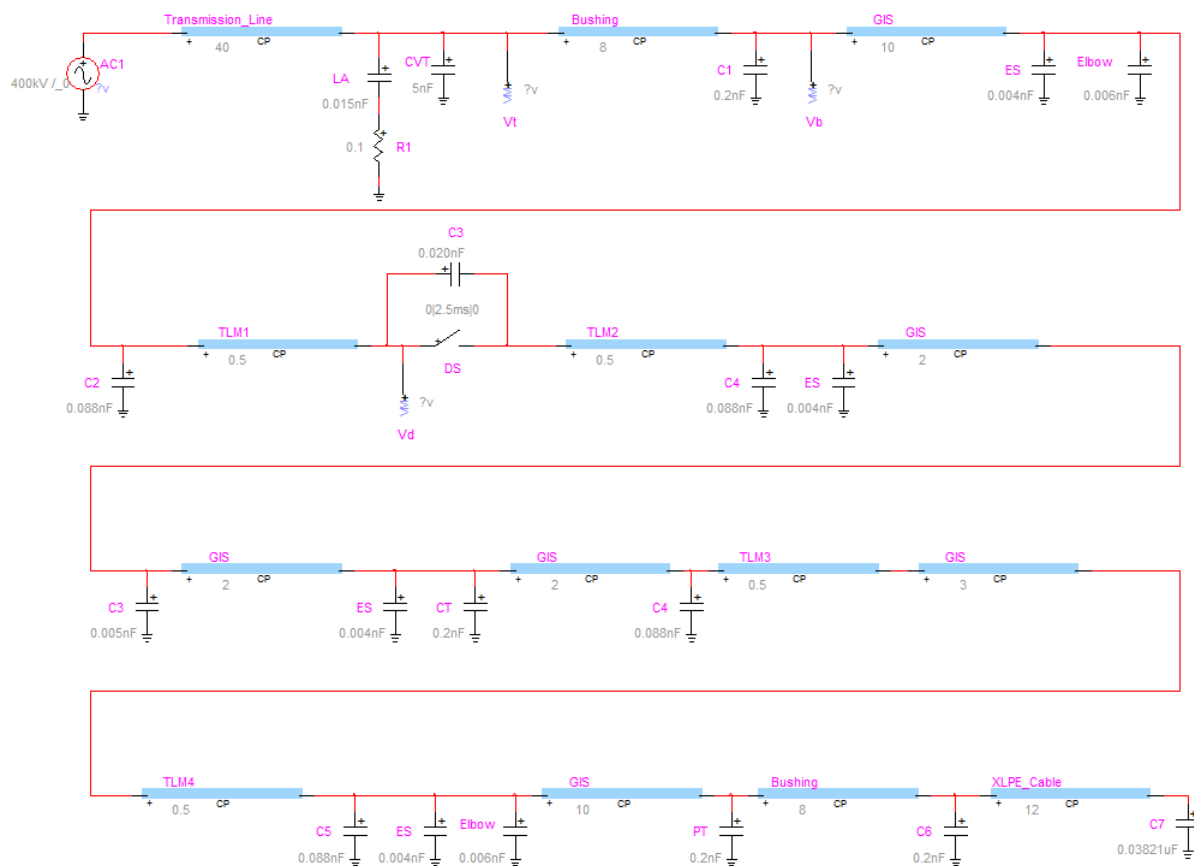 Transmission_Line
+ 40 CP
AC1
400kV /_0
?v
LA
0.015nF
+
0.1 R1
CVT
+
5nF
+ ?v
VM
Vt
Bushing
+ 8 CP
C1
+
0.2nF
+ ?v
VM
Vb
GIS
+ 10 CP
ES
+
0.004nF
Elbow
+
0.006nF
C2
+
0.088nF
TLM1
+ 0.5 CP
C3
0.020nF
+
0|2.5ms|0
+
DS
+ ?v
VM
Vd
TLM2
+ 0.5 CP
C4
+
0.088nF
ES
+
0.004nF
GIS
+ 2 CP
C3
+
0.005nF
GIS
+ 2 CP
ES
+
0.004nF
CT
+
0.2nF
GIS
+ 2 CP
C4
+
0.088nF
TLM3
+ 0.5 CP
GIS
+ 3 CP
TLM4
+ 0.5 CP
C5
+
0.088nF
ES
+
0.004nF
Elbow
+
0.006nF
GIS
+ 10 CP
PT
+
0.2nF
Bushing
+ 8 CP
C6
+
0.2nF
XLPE_Cable
+ 12 CP
C7
+
0.03821uF